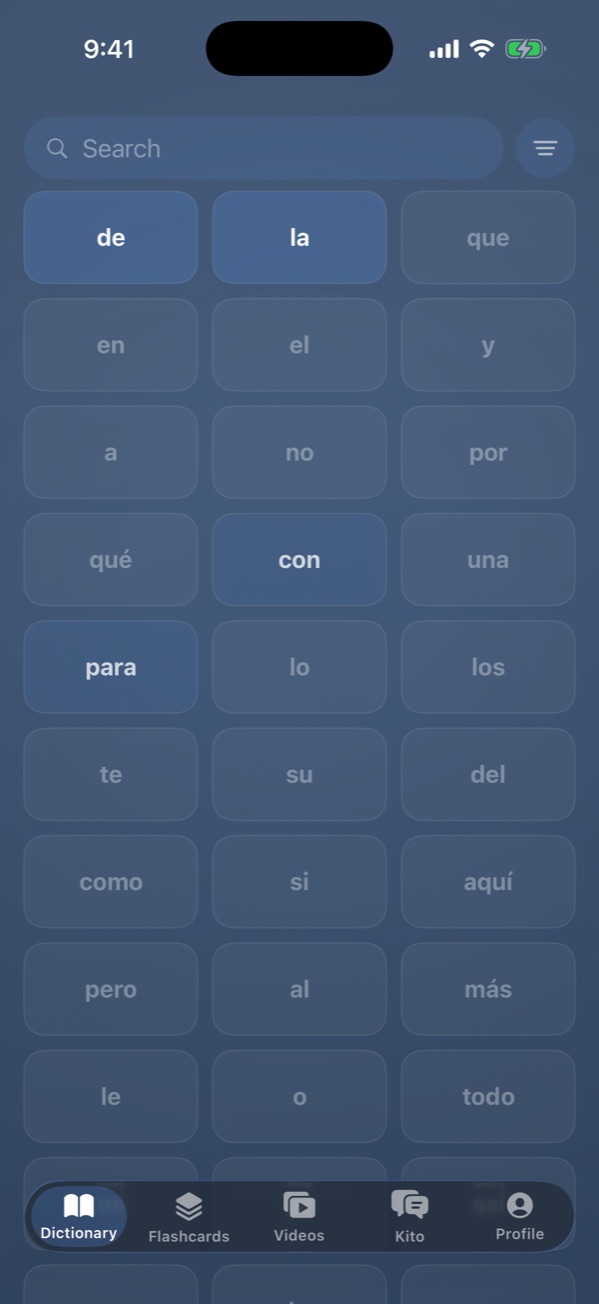 9:41
Search
de la que
en el y
a no por
qué con una
para lo los
te su del
como si aquí
pero al más
le o todo
Dictionary Flashcards Videos Kito Profile